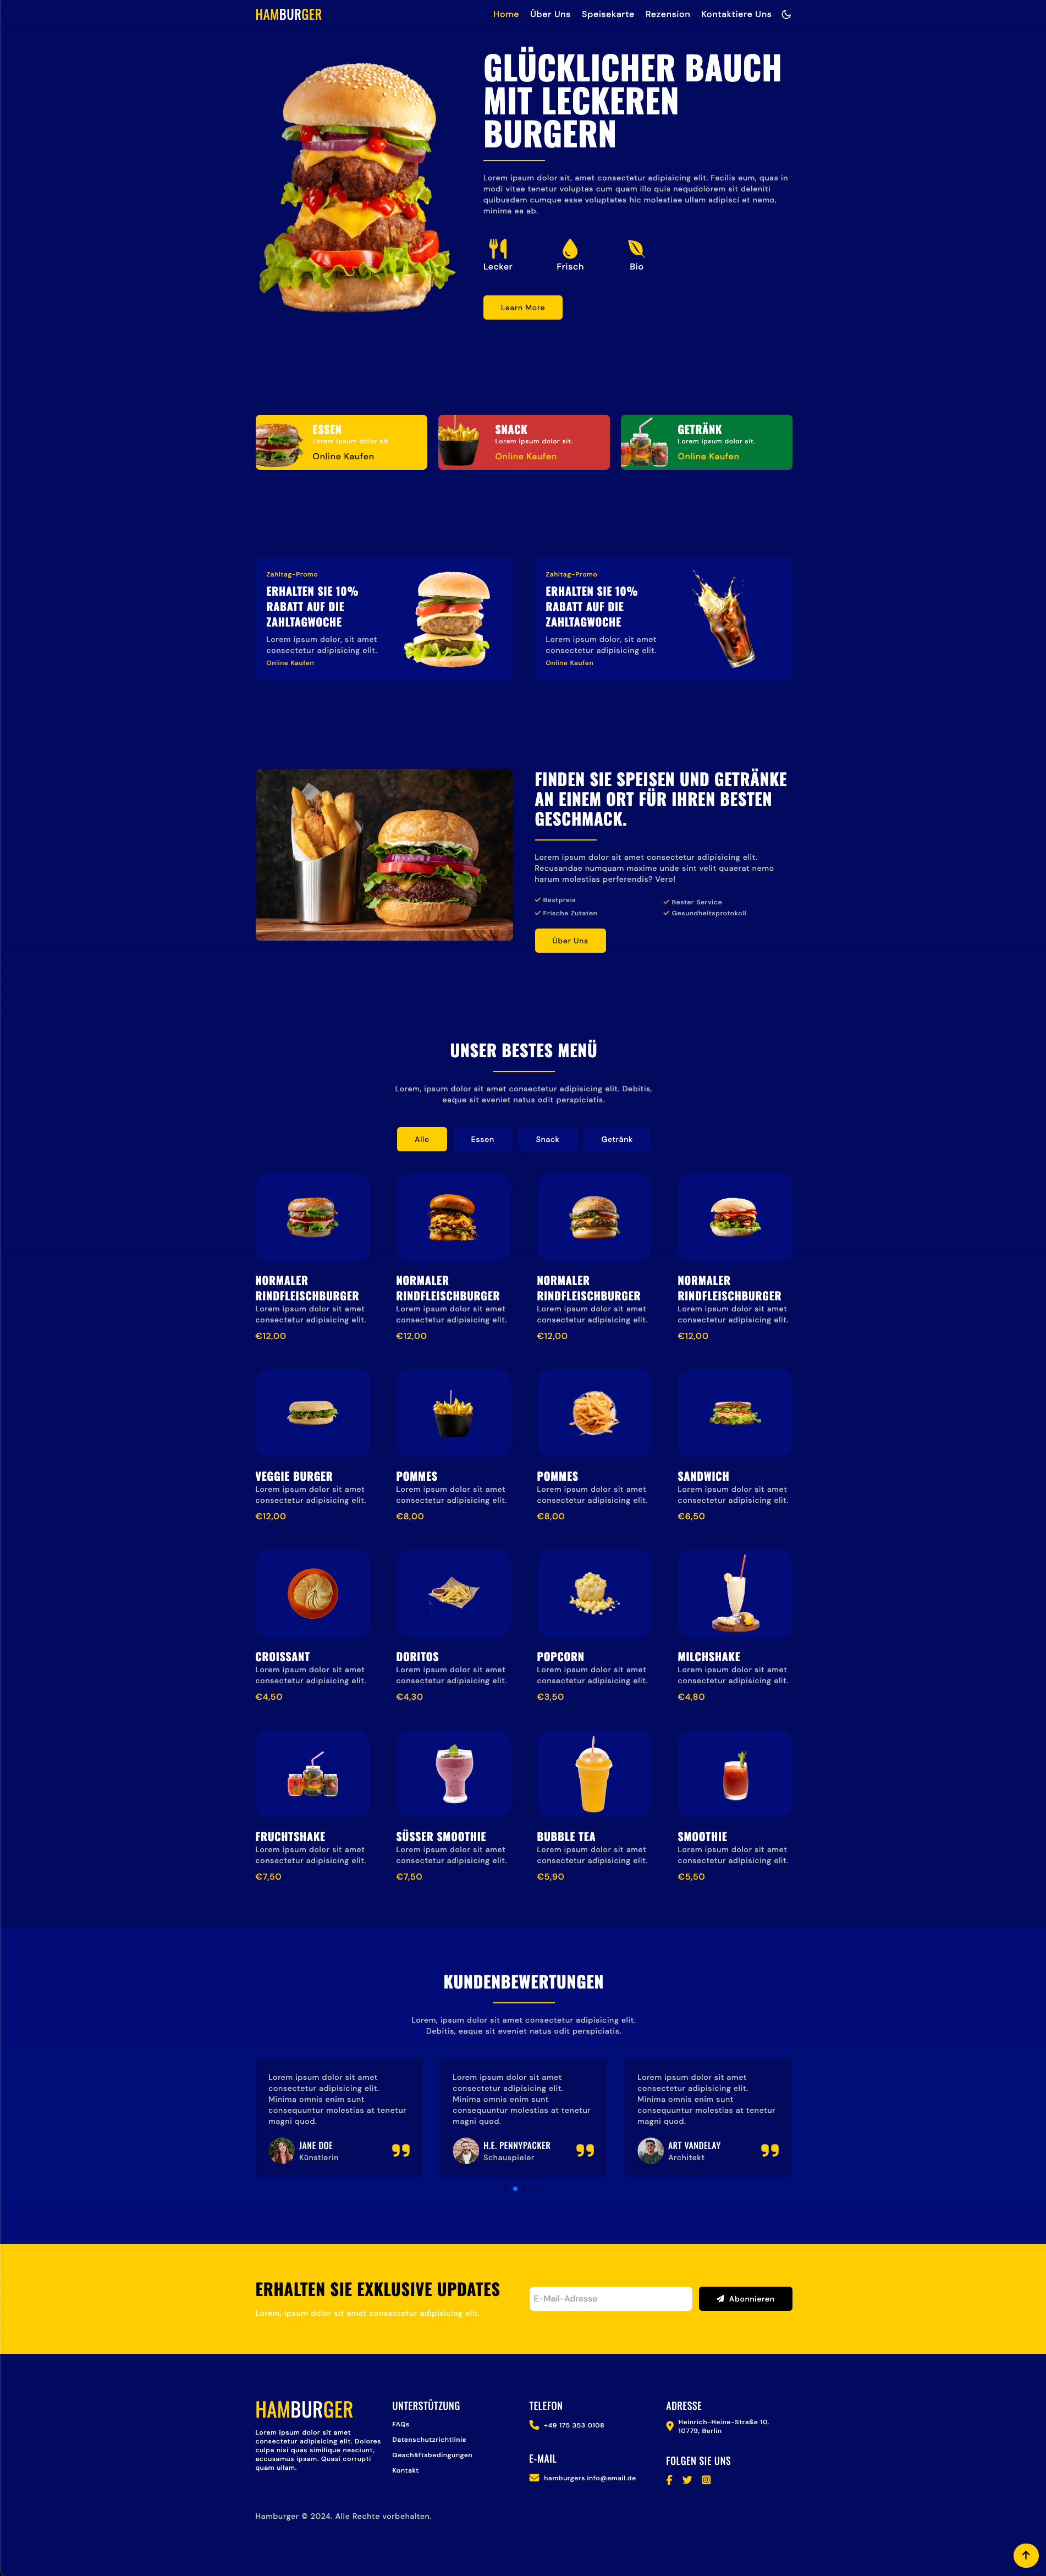 HAMBURGER
Home Über Uns Speisekarte Rezension Kontaktiere Uns
GLÜCKLICHER BAUCH
MIT LECKEREN
BURGERN
Lorem ipsum dolor sit, amet consectetur adipisicing elit. Facilis eum, quas in
modi vitae tenetur voluptas cum quam illo quis nequdolorem sit deleniti
quibusdam cumque esse voluptates hic molestiae ullam adipisci et nemo,
minima ea ab.
Lecker Frisch Bio
Learn More
ESSEN
Lorem ipsum dolor sit.
Online Kaufen
SNACK
Lorem ipsum dolor sit.
Online Kaufen
GETRÄNK
Lorem ipsum dolor sit.
Online Kaufen
Zahltag-Promo
ERHALTEN SIE 10%
RABATT AUF DIE
ZAHLTAGWOCHE
Lorem ipsum dolor, sit amet
consectetur adipisicing elit.
Online Kaufen
Zahltag-Promo
ERHALTEN SIE 10%
RABATT AUF DIE
ZAHLTAGWOCHE
Lorem ipsum dolor, sit amet
consectetur adipisicing elit.
Online Kaufen
FINDEN SIE SPEISEN UND GETRÄNKE
AN EINEM ORT FÜR IHREN BESTEN
GESCHMACK.
Lorem ipsum dolor sit amet consectetur adipisicing elit.
Recusandae numquam maxime unde sint velit quaerat nemo
harum molestias perferendis? Vero!
Bestpreis
Frische Zutaten
Bester Service
Gesundheitsprotokoll
Über Uns
UNSER BESTES MENÜ
Lorem, ipsum dolor sit amet consectetur adipisicing elit. Debitis,
eaque sit eveniet natus odit perspiciatis.
Alle Essen Snack Getränk
NORMALER
RINDFLEISCHBURGER
Lorem ipsum dolor sit amet
consectetur adipisicing elit.
€12,00
NORMALER
RINDFLEISCHBURGER
Lorem ipsum dolor sit amet
consectetur adipisicing elit.
€12,00
NORMALER
RINDFLEISCHBURGER
Lorem ipsum dolor sit amet
consectetur adipisicing elit.
€12,00
NORMALER
RINDFLEISCHBURGER
Lorem ipsum dolor sit amet
consectetur adipisicing elit.
€12,00
VEGGIE BURGER
Lorem ipsum dolor sit amet
consectetur adipisicing elit.
€12,00
POMMES
Lorem ipsum dolor sit amet
consectetur adipisicing elit.
€8,00
POMMES
Lorem ipsum dolor sit amet
consectetur adipisicing elit.
€8,00
SANDWICH
Lorem ipsum dolor sit amet
consectetur adipisicing elit.
€6,50
CROISSANT
Lorem ipsum dolor sit amet
consectetur adipisicing elit.
€4,50
DORITOS
Lorem ipsum dolor sit amet
consectetur adipisicing elit.
€4,30
POPCORN
Lorem ipsum dolor sit amet
consectetur adipisicing elit.
€3,50
MILCHSHAKE
Lorem ipsum dolor sit amet
consectetur adipisicing elit.
€4,80
FRUCHTSHAKE
Lorem ipsum dolor sit amet
consectetur adipisicing elit.
€7,50
SÜSSER SMOOTHIE
Lorem ipsum dolor sit amet
consectetur adipisicing elit.
€7,50
BUBBLE TEA
Lorem ipsum dolor sit amet
consectetur adipisicing elit.
€5,90
SMOOTHIE
Lorem ipsum dolor sit amet
consectetur adipisicing elit.
€5,50
KUNDENBEWERTUNGEN
Lorem, ipsum dolor sit amet consectetur adipisicing elit.
Debitis, eaque sit eveniet natus odit perspiciatis.
Lorem ipsum dolor sit amet
consectetur adipisicing elit.
Minima omnis enim sunt
consequuntur molestias at tenetur
magni quod.
JANE DOE
Künstlerin
Lorem ipsum dolor sit amet
consectetur adipisicing elit.
Minima omnis enim sunt
consequuntur molestias at tenetur
magni quod.
H.E. PENNYPACKER
Schauspieler
Lorem ipsum dolor sit amet
consectetur adipisicing elit.
Minima omnis enim sunt
consequuntur molestias at tenetur
magni quod.
ART VANDELAY
Architekt
ERHALTEN SIE EXKLUSIVE UPDATES
Lorem, ipsum dolor sit amet consectetur adipisicing elit.
E-Mail-Adresse
Abonnieren
HAMBURGER
Lorem ipsum dolor sit amet
consectetur adipisicing elit. Dolores
culpa nisi quas similique nesciunt,
accusamus ipsam. Quasi corrupti
quam ullam.
UNTERSTÜTZUNG
FAQs
Datenschutzrichtlinie
Geschäftsbedingungen
Kontakt
TELEFON
+49 175 353 0108
E-MAIL
hamburgers.info@email.de
ADRESSE
Heinrich-Heine-Straße 10,
10779, Berlin
FOLGEN SIE UNS
Hamburger © 2024. Alle Rechte vorbehalten.